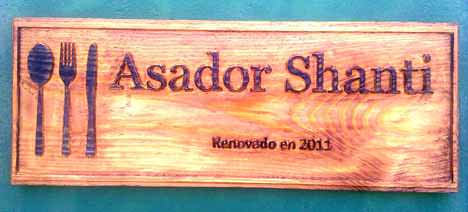 Asador Shanti
Renovado en 2011